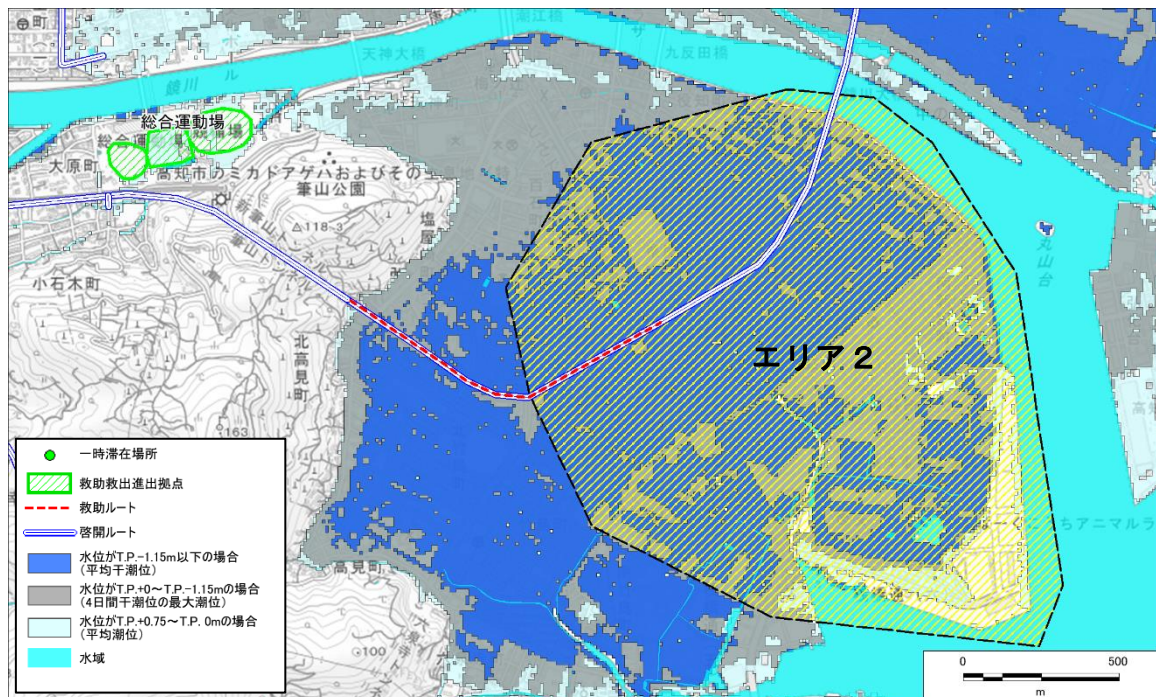 町
天神大橋
潮江橋
九反田橋
鏡川
総合運動場
大原町
高知市のミカドアゲハおよびその
筆山公園
△118・3
筆山トンネル
塩屋
丸山台
小石木町
北高見町
エリア2
・163
高見町
・100
一時滞在場所
救助救出進出拠点
救助ルート
啓開ルート
水位がT.P.-1.15m以下の場合
(平均干潮位)
水位がT.P.+0~T.P.-1.15mの場合
(4日間干潮位の最大潮位)
水位がT.P.+0.75~T.P. 0mの場合
(平均潮位)
水域
0 500
m